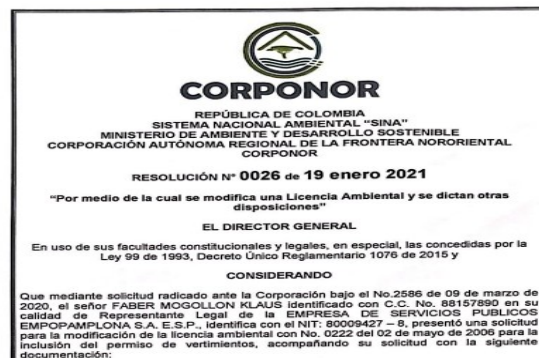 CORPONOR
REPÚBLICA DE COLOMBIA
SISTEMA NACIONAL AMBIENTAL "SINA"
MINISTERIO DE AMBIENTE Y DESARROLLO SOSTENIBLE
CORPORACIÓN AUTÓNOMA REGIONAL DE LA FRONTERA NORORIENTAL
CORPONOR
RESOLUCIÓN N° 0026 de 19 enero 2021
"Por medio de la cual se modifica una Licencia Ambiental y se dictan otras
disposiciones"
EL DIRECTOR GENERAL
En uso de sus facultades constitucionales y legales, en especial, las concedidas por la
Ley 99 de 1993, Decreto Único Reglamentario 1076 de 2015 y
CONSIDERANDO
Que mediante solicitud radicado ante la Corporación bajo el No.2586 de 09 de marzo de
2020, el señor FABER MOGOLLON KLAUS identificado con C.C. No. 88157890 en su
calidad de Representante Legal de la EMPRESA DE SERVICIOS PUBLICOS
EMPOPAMPLONA S.A. E.S.P., identifica con el NIT: 80009427 – 8, presentó una solicitud
para la modificación de la licencia ambiental con No. 0222 del 02 de mayo de 2006 para la
inclusión del permiso de vertimientos, acompañando su solicitud con la siguiente
documentación: